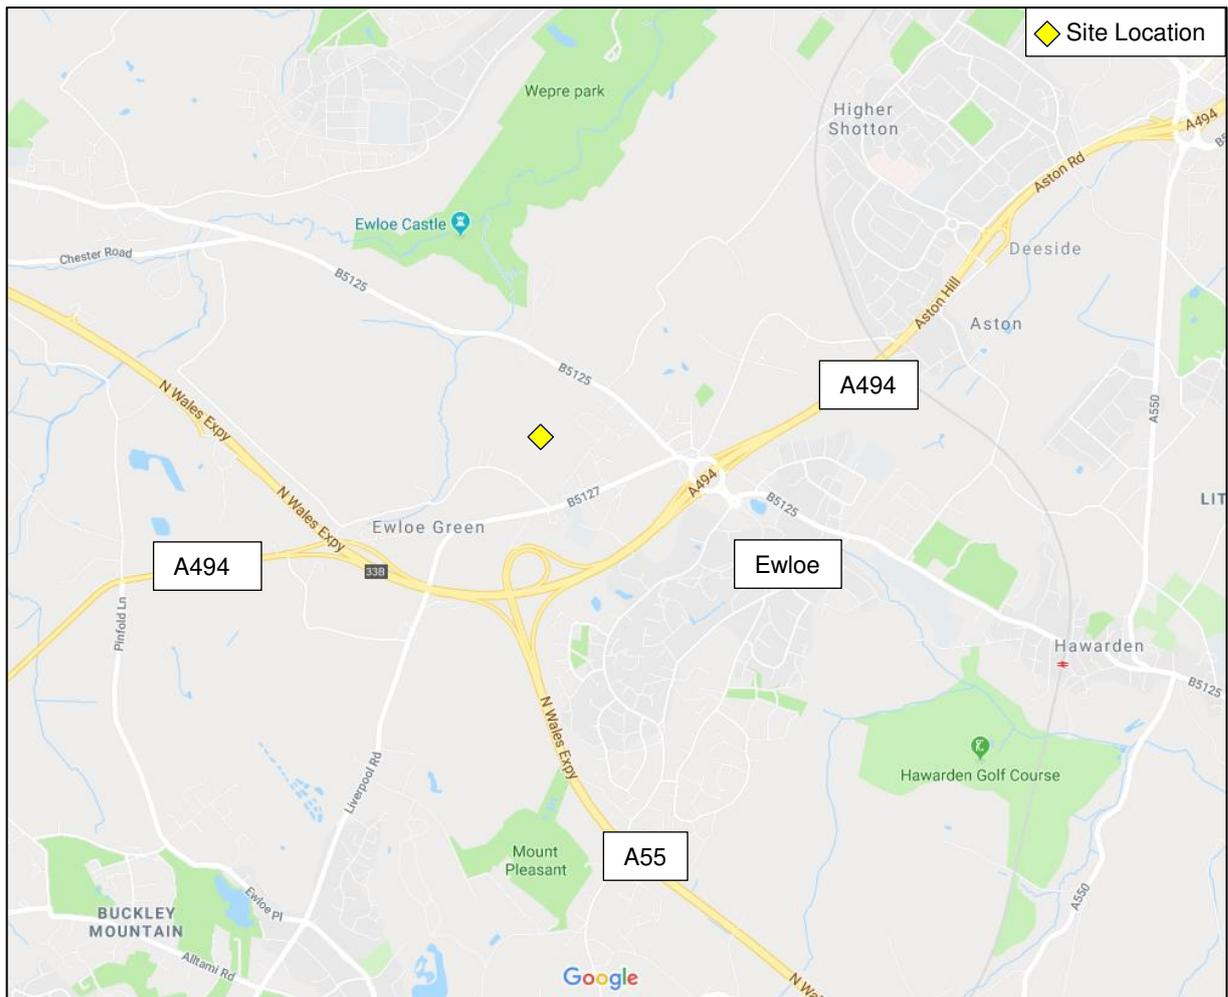 Site Location
Wepre park
Higher
Shotton
A494
Aston Rd
Ewloe Castle
Chester Road
B5125
Deeside
Aston Hill
Aston
N Wales Expy
B5125
A494
A550
A494
B5125
B5127
N Wales Expy
Ewloe Green
LIT
A494
338
Ewloe
Pinfold Ln
Hawarden
B5125
N Wales Expy
Liverpool Rd
Hawarden Golf Course
Mount
Pleasant
A55
Ewloe Pl
A550
BUCKLEY
MOUNTAIN
Alltami Rd
Google
N Wal